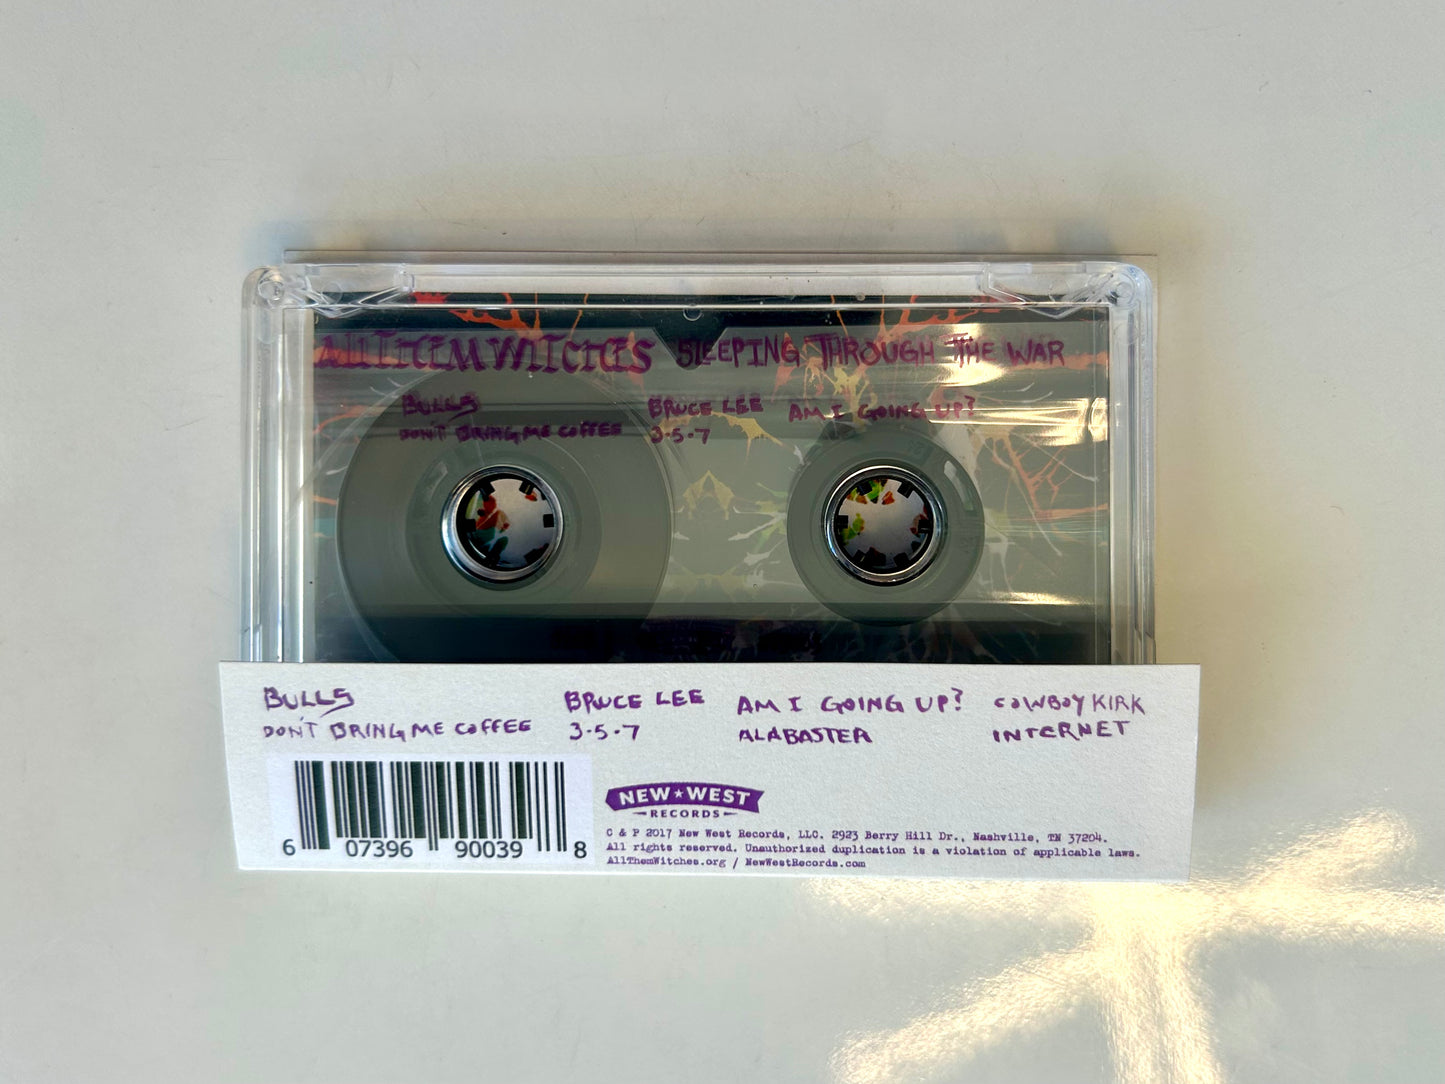 ALL THEM WITCHES SLEEPING THROUGH THE WAR
BULLS BRUCE LEE AM I GOING UP?
DON'T BRING ME COFFEE 3·5·7
BULLS BRUCE LEE AM I GOING UP? COWBOY KIRK
DON'T BRING ME COFFEE 3·5·7 ALABASTER INTERNET
NEW★WEST
RECORDS
6 07396 90039 8
C & P 2017 New West Records, LLC. 2923 Berry Hill Dr., Nashville, TN 37204.
All rights reserved. Unauthorized duplication is a violation of applicable laws.
AllThemWitches.org / NewWestRecords.com